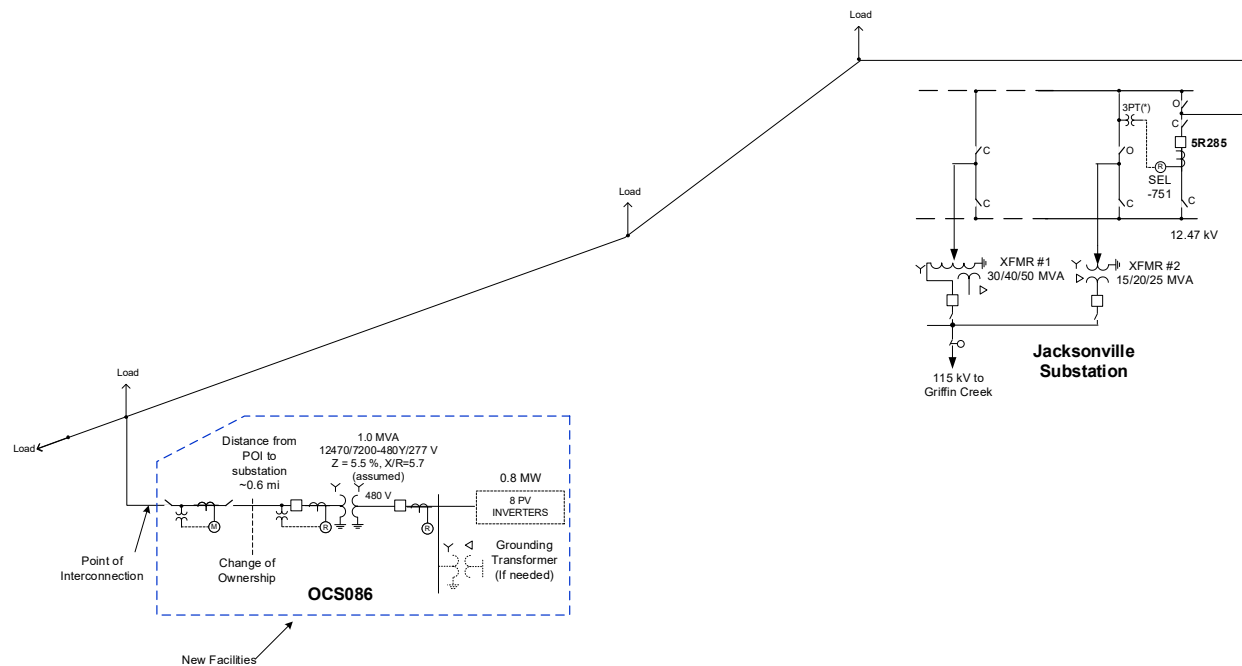 Load
Load
Load
Load
3PT(*)
O
C
5R285
C
O
R
SEL
-751
C
C
C
12.47 kV
XFMR #1
30/40/50 MVA
XFMR #2
15/20/25 MVA
O
115 kV to
Griffin Creek
Jacksonville
Substation
Distance from
POI to
substation
~0.6 mi
1.0 MVA
12470/7200-480Y/277 V
Z = 5.5 %, X/R=5.7
(assumed)
480 V
0.8 MW
8 PV
INVERTERS
M
R
R
Point of
Interconnection
Change of
Ownership
Grounding
Transformer
(If needed)
OCS086
New Facilities